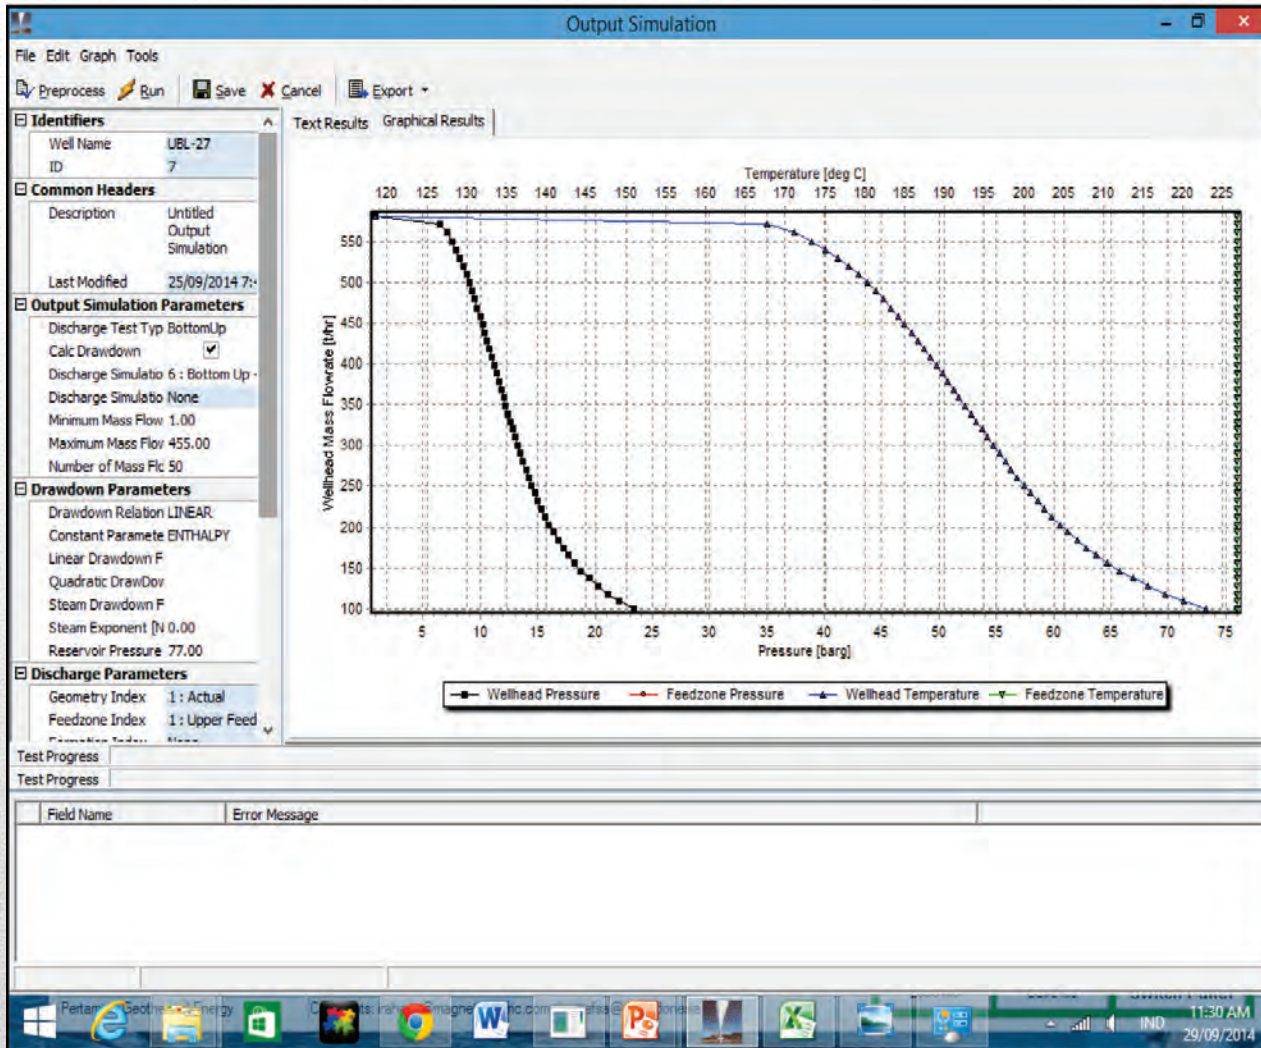 Output Simulation
File Edit Graph Tools
Preprocess Run Save Cancel Export
Identifiers
Well Name UBL-27
ID 7
Common Headers
Description Untitled
Output
Simulation
Last Modified 25/09/2014 7:
Output Simulation Parameters
Discharge Test Typ BottomUp
Calc Drawdown
Discharge Simulatio 6 : Bottom Up -
Discharge Simulatio None
Minimum Mass Flow 1.00
Maximum Mass Flov 455.00
Number of Mass Flc 50
Drawdown Parameters
Drawdown Relation LINEAR
Constant Paramete ENTHALPY
Linear Drawdown F
Quadratic DrawDov
Steam Drawdown F
Steam Exponent [N 0.00
Reservoir Pressure 77.00
Discharge Parameters
Geometry Index 1 : Actual
Feedzone Index 1 : Upper Feed
Text Results Graphical Results
Temperature [deg C]
120 125 130 135 140 145 150 155 160 165 170 175 180 185 190 195 200 205 210 215 220 225
Wellhead Mass Flowrate [t/hr]
550
500
450
400
350
300
250
200
150
100
5 10 15 20 25 30 35 40 45 50 55 60 65 70 75
Pressure [barg]
Wellhead Pressure Feedzone Pressure Wellhead Temperature Feedzone Temperature
Test Progress
Test Progress
Field Name Error Message
IND
11:30 AM
29/09/2014